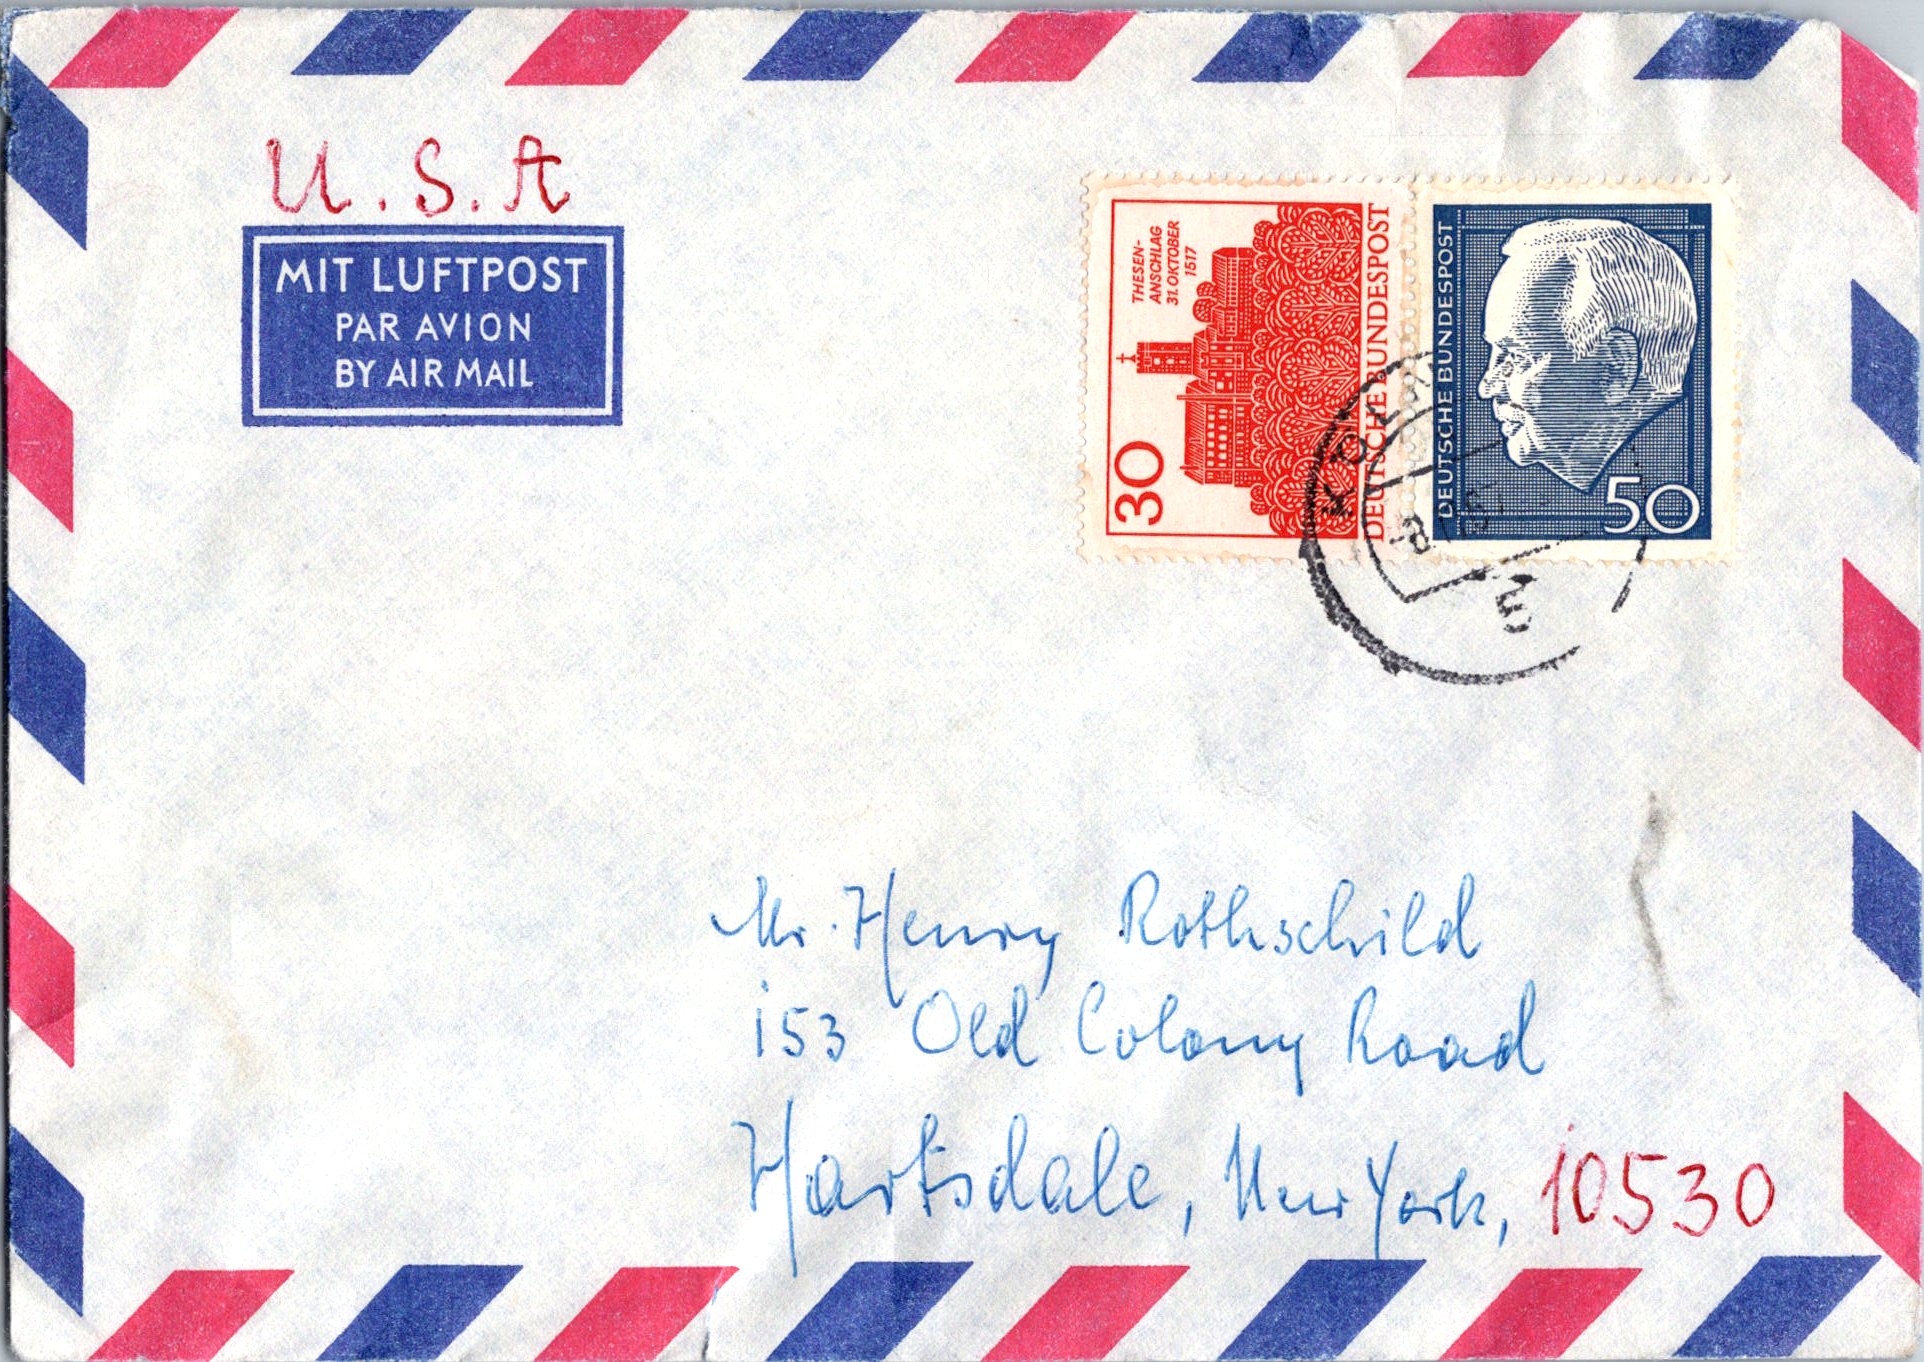 U.S.A
MIT LUFTPOST
PAR AVION
BY AIR MAIL
30
THESEN-
ANSCHLAG
31. OKTOBER
1517
DEUTSCHE BUNDESPOST
DEUTSCHE BUNDESPOST
50
KÖLN
Mr. Henry Rothschild
153 Old Colony Road
Hartsdale, New York, 10530